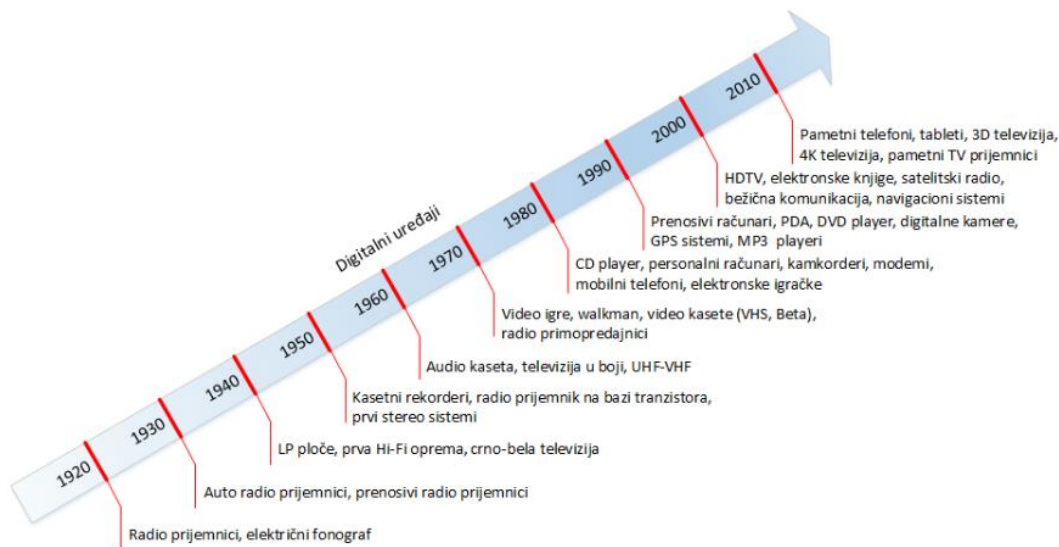 2010
Pametni telefoni, tableti, 3D televizija,
4K televizija, pametni TV prijemnici
2000
HDTV, elektronske knjige, satelitski radio,
bežična komunikacija, navigacioni sistemi
1990
Prenosivi računari, PDA, DVD player, digitalne kamere,
GPS sistemi, MP3 playeri
Digitalni uređaji
1980
CD player, personalni računari, kamkorderi, modemi,
mobilni telefoni, elektronske igračke
1970
Video igre, walkman, video kasete (VHS, Beta),
radio primopredajnici
1960
Audio kaseta, televizija u boji, UHF-VHF
1950
Kasetni rekorderi, radio prijemnik na bazi tranzistora,
prvi stereo sistemi
1940
LP ploče, prva Hi-Fi oprema, crno-bela televizija
1930
Auto radio prijemnici, prenosivi radio prijemnici
1920
Radio prijemnici, električni fonograf